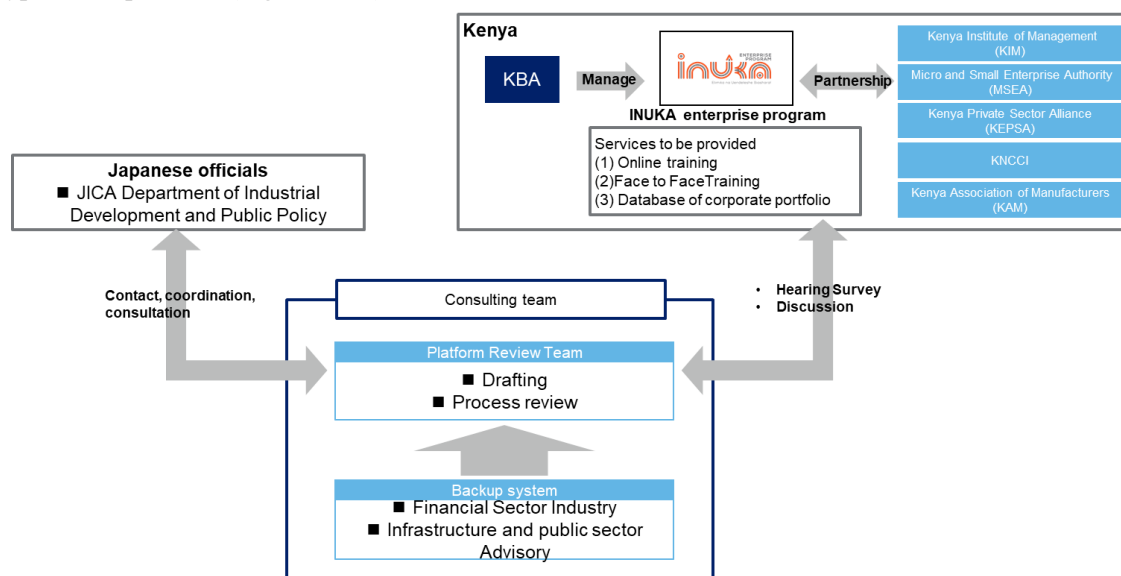 Kenya
KBA
Manage
ENTERPRISE
PROGRAM
inuka
Partnership
INUKA enterprise program
Services to be provided
(1) Online training
(2)Face to FaceTraining
(3) Database of corporate portfolio
Kenya Institute of Management
(KIM)
Micro and Small Enterprise Authority
(MSEA)
Kenya Private Sector Alliance
(KEPSA)
KNCCI
Kenya Association of Manufacturers
(KAM)
Japanese officials
■ JICA Department of Industrial
Development and Public Policy
Contact, coordination,
consultation
• Hearing Survey
• Discussion
Consulting team
Platform Review Team
■ Drafting
■ Process review
Backup system
■ Financial Sector Industry
■ Infrastructure and public sector
Advisory